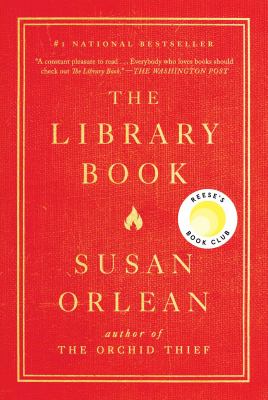 #1 NATIONAL BESTSELLER
"A constant pleasure to read . . . Everybody who loves books should
check out The Library Book." —THE WASHINGTON POST
THE
LIBRARY
BOOK
REESE'S
BOOK CLUB
SUSAN
ORLEAN
author of
THE ORCHID THIEF